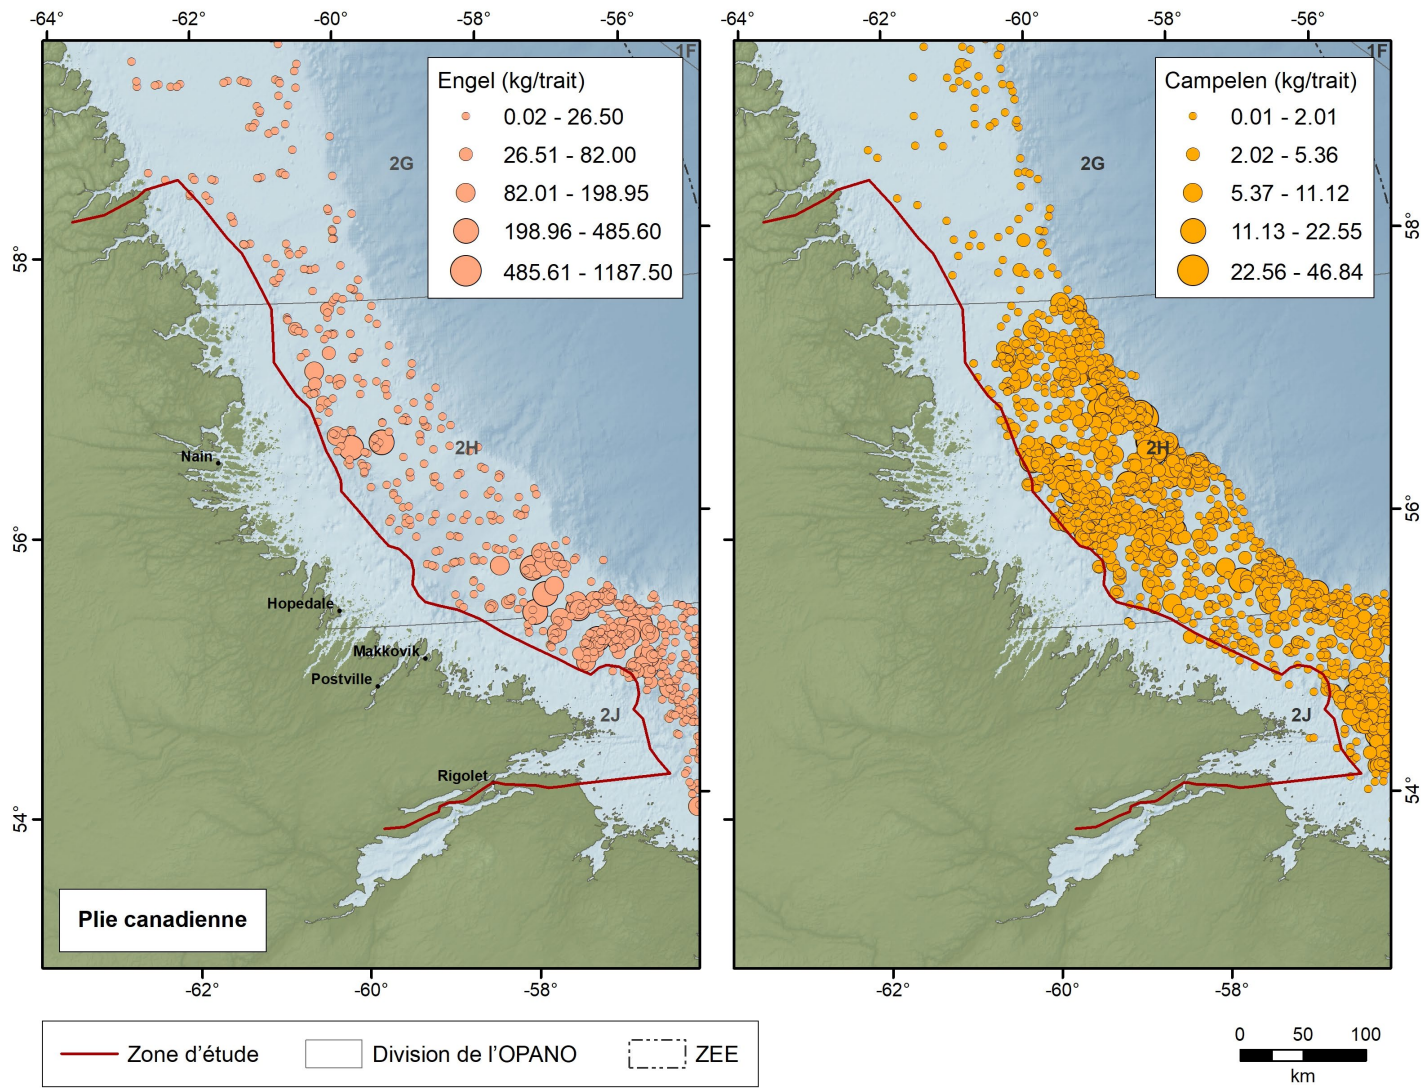 -64° -62° -60° -58° -56°
-64° -62° -60° -58° -56°
1F
Engel (kg/trait)
0.02 - 26.50
26.51 - 82.00
82.01 - 198.95
198.96 - 485.60
485.61 - 1187.50
2G
58°
2H
Nain
56°
Hopedale
Makkovik
Postville
2J
Rigolet
54°
Plie canadienne
-62° -60° -58°
1F
Campelen (kg/trait)
0.01 - 2.01
2.02 - 5.36
5.37 - 11.12
11.13 - 22.55
22.56 - 46.84
2G
58°
2H
56°
2J
54°
-62° -60° -58°
Zone d’étude
Division de l’OPANO
ZEE
0 50 100
km